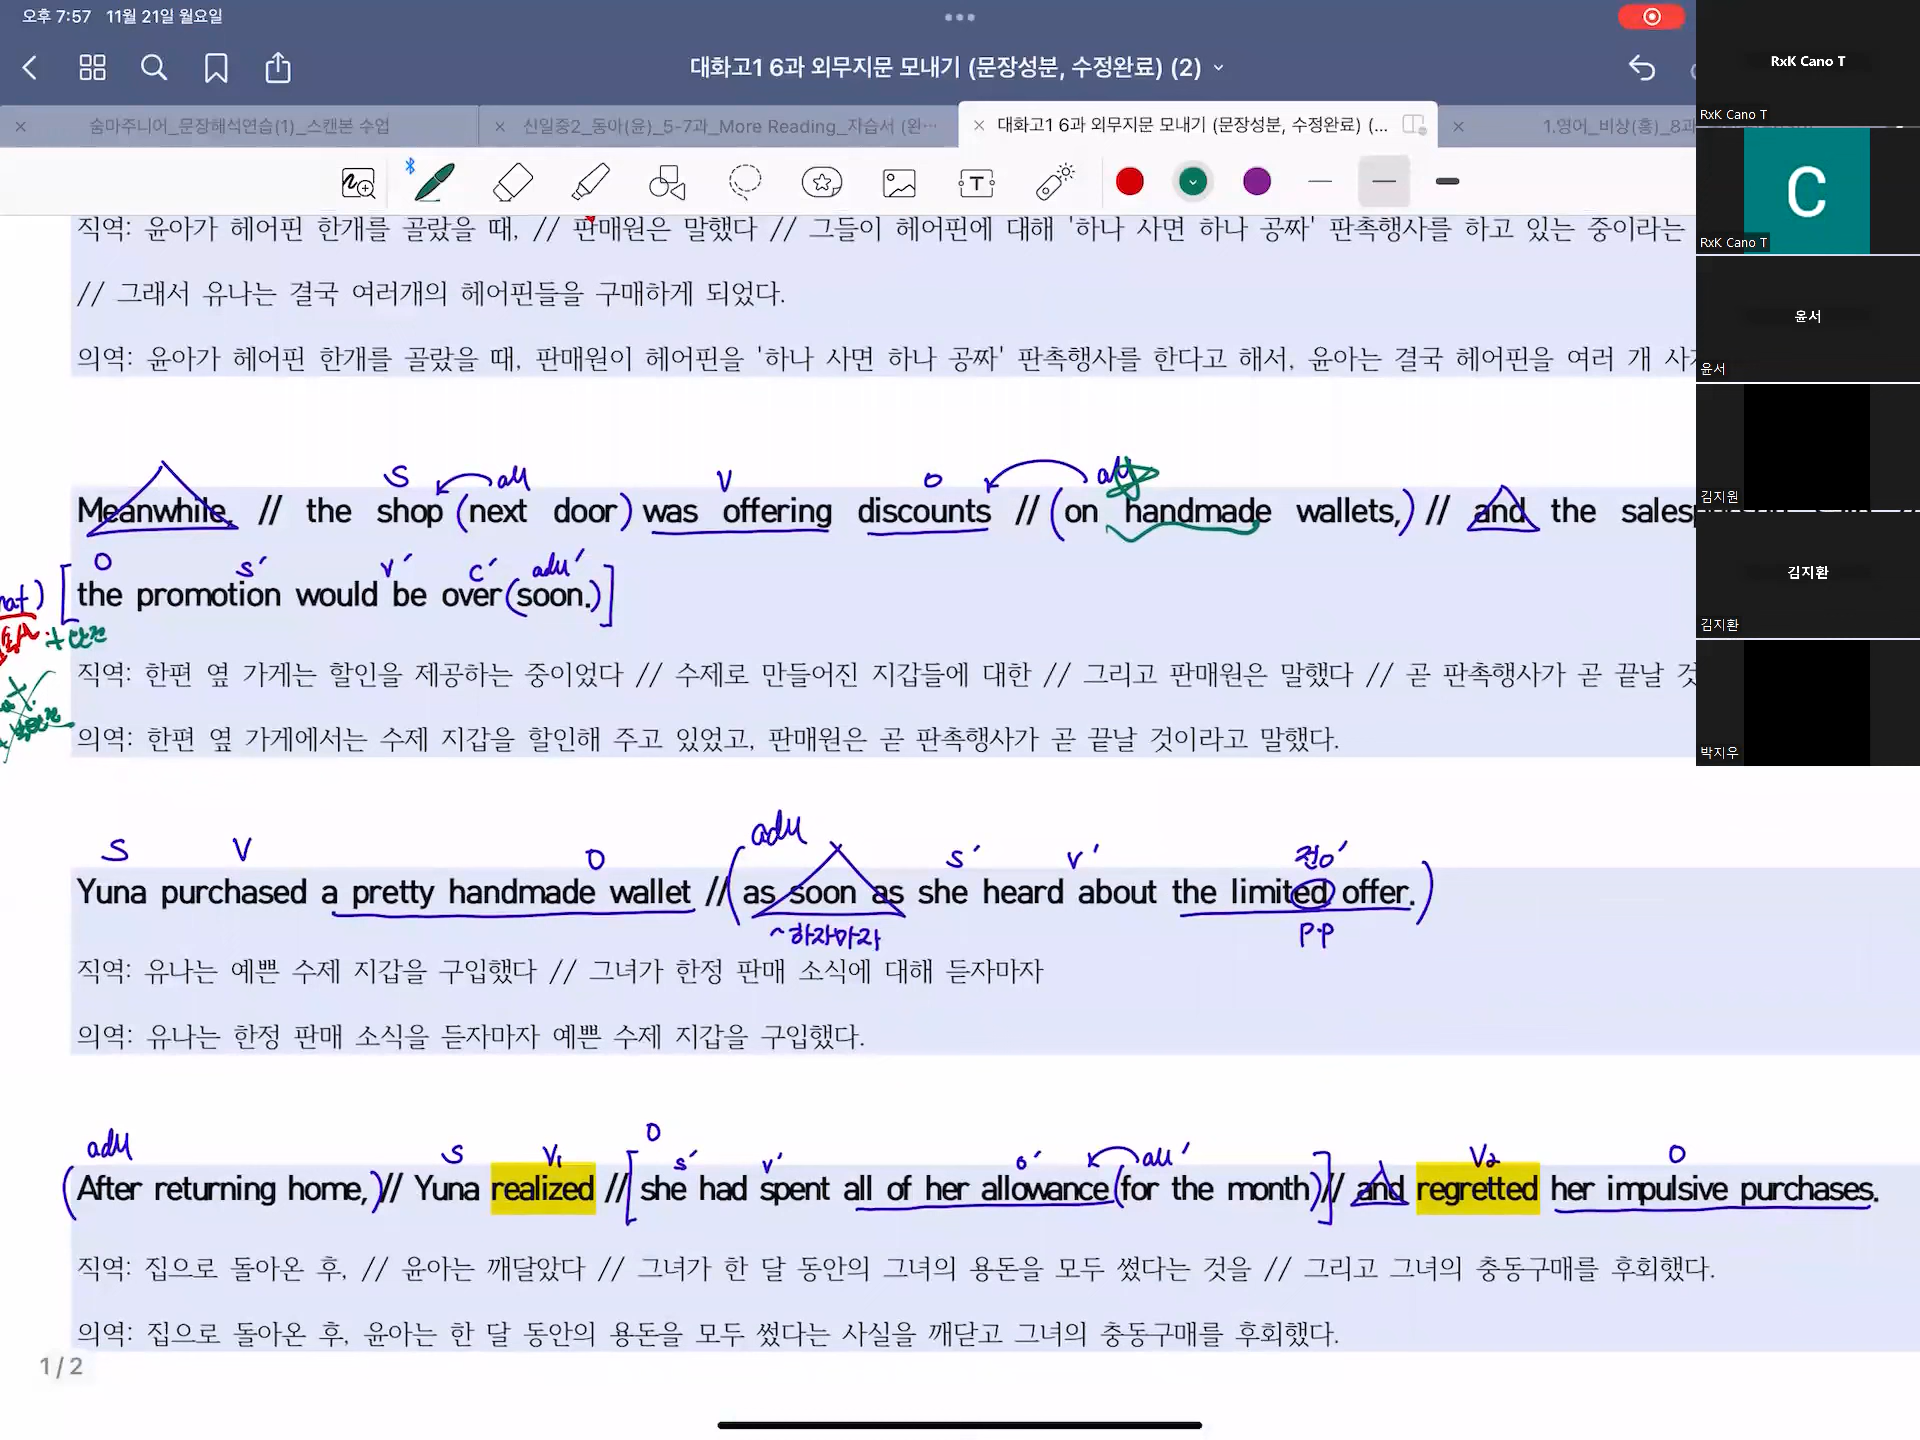 오후 7:57 11월 21일 월요일
대화고1 6과 외무지문 모내기 (문장성분, 수정완료) (2)
숨마주니어_문장해석연습(1)_스캔본 수업
신일중2_동아(윤)_5-7과_More Reading_자습서 (완…
대화고1 6과 외무지문 모내기 (문장성분, 수정완료) (...
1.영어_비상(홍)_8과
직역: 윤아가 헤어핀 한개를 골랐을 때, // 판매원은 말했다 // 그들이 헤어핀에 대해 '하나 사면 하나 공짜' 판촉행사를 하고 있는 중이라는
// 그래서 유나는 결국 여러개의 헤어핀들을 구매하게 되었다.
의역: 윤아가 헤어핀 한개를 골랐을 때, 판매원이 헤어핀을 '하나 사면 하나 공짜' 판촉행사를 한다고 해서, 윤아는 결국 헤어핀을 여러 개 사
S V O
Meanwhile, // the shop (next door) was offering discounts // (on handmade wallets,) // and the sales
O S' V' C' adv'
[the promotion would be over (soon.)]
+ 완전
직역: 한편 옆 가게는 할인을 제공하는 중이었다 // 수제로 만들어진 지갑들에 대한 // 그리고 판매원은 말했다 // 곧 판촉행사가 곧 끝날 것
의역: 한편 옆 가게에서는 수제 지갑을 할인해 주고 있었고, 판매원은 곧 판촉행사가 곧 끝날 것이라고 말했다.
S V O adv S' V' 전O'
Yuna purchased a pretty handmade wallet // (as soon as she heard about the limited offer.)
~하자마자 P.P
직역: 유나는 예쁜 수제 지갑을 구입했다 // 그녀가 한정 판매 소식에 대해 듣자마자
의역: 유나는 한정 판매 소식을 듣자마자 예쁜 수제 지갑을 구입했다.
adv S V₁ O S' V' O' V₂ O
(After returning home,) // Yuna realized // [she had spent all of her allowance (for the month)] // and regretted her impulsive purchases.
직역: 집으로 돌아온 후, // 윤아는 깨달았다 // 그녀가 한 달 동안의 그녀의 용돈을 모두 썼다는 것을 // 그리고 그녀의 충동구매를 후회했다.
의역: 집으로 돌아온 후, 윤아는 한 달 동안의 용돈을 모두 썼다는 사실을 깨닫고 그녀의 충동구매를 후회했다.
1 / 2
RxK Cano T
RxK Cano T
C
RxK Cano T
윤서
윤서
김지원
김지환
김지환
박지우